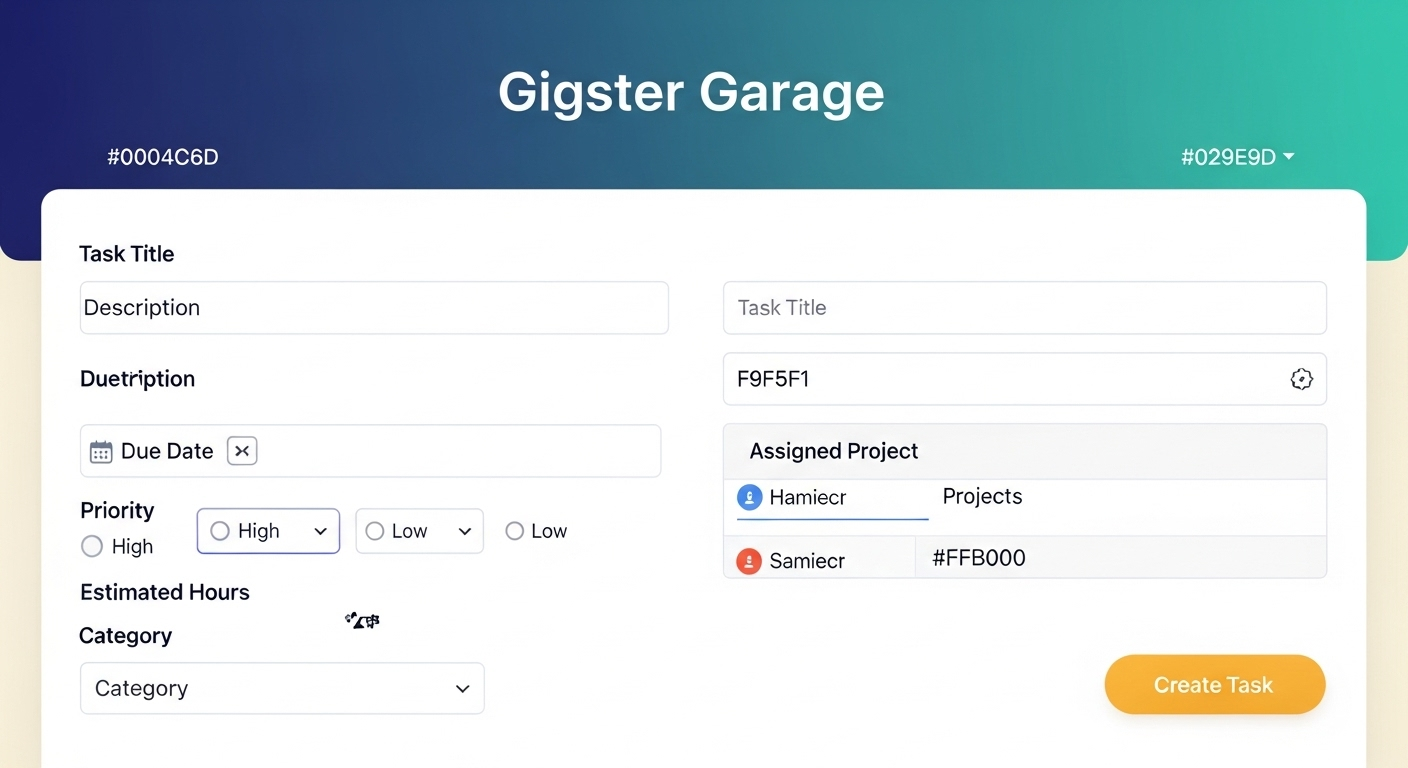 Gigster Garage
#0004C6D
#029E9D
Task Title
Description
Task Title
Duetription
F9F5F1
Due Date
Assigned Project
Hamiecr
Projects
Priority
High
Low
Low
High
Samiecr
#FFB000
Estimated Hours
Category
Category
Create Task